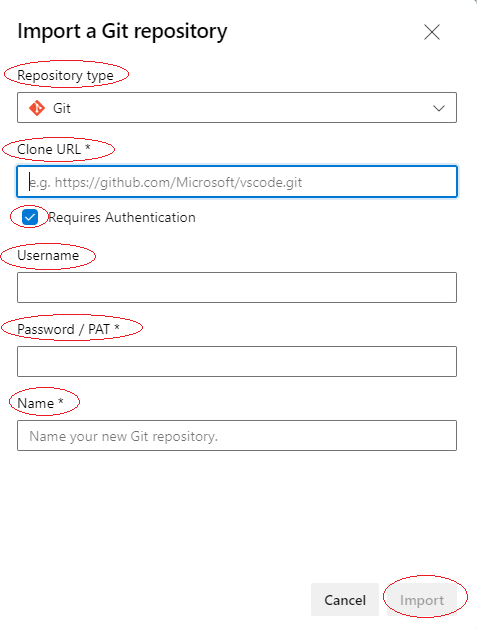 Import a Git repository
Repository type
Git
Clone URL *
e.g. https://github.com/Microsoft/vscode.git
Requires Authentication
Username
Password / PAT *
Name *
Name your new Git repository.
Cancel Import